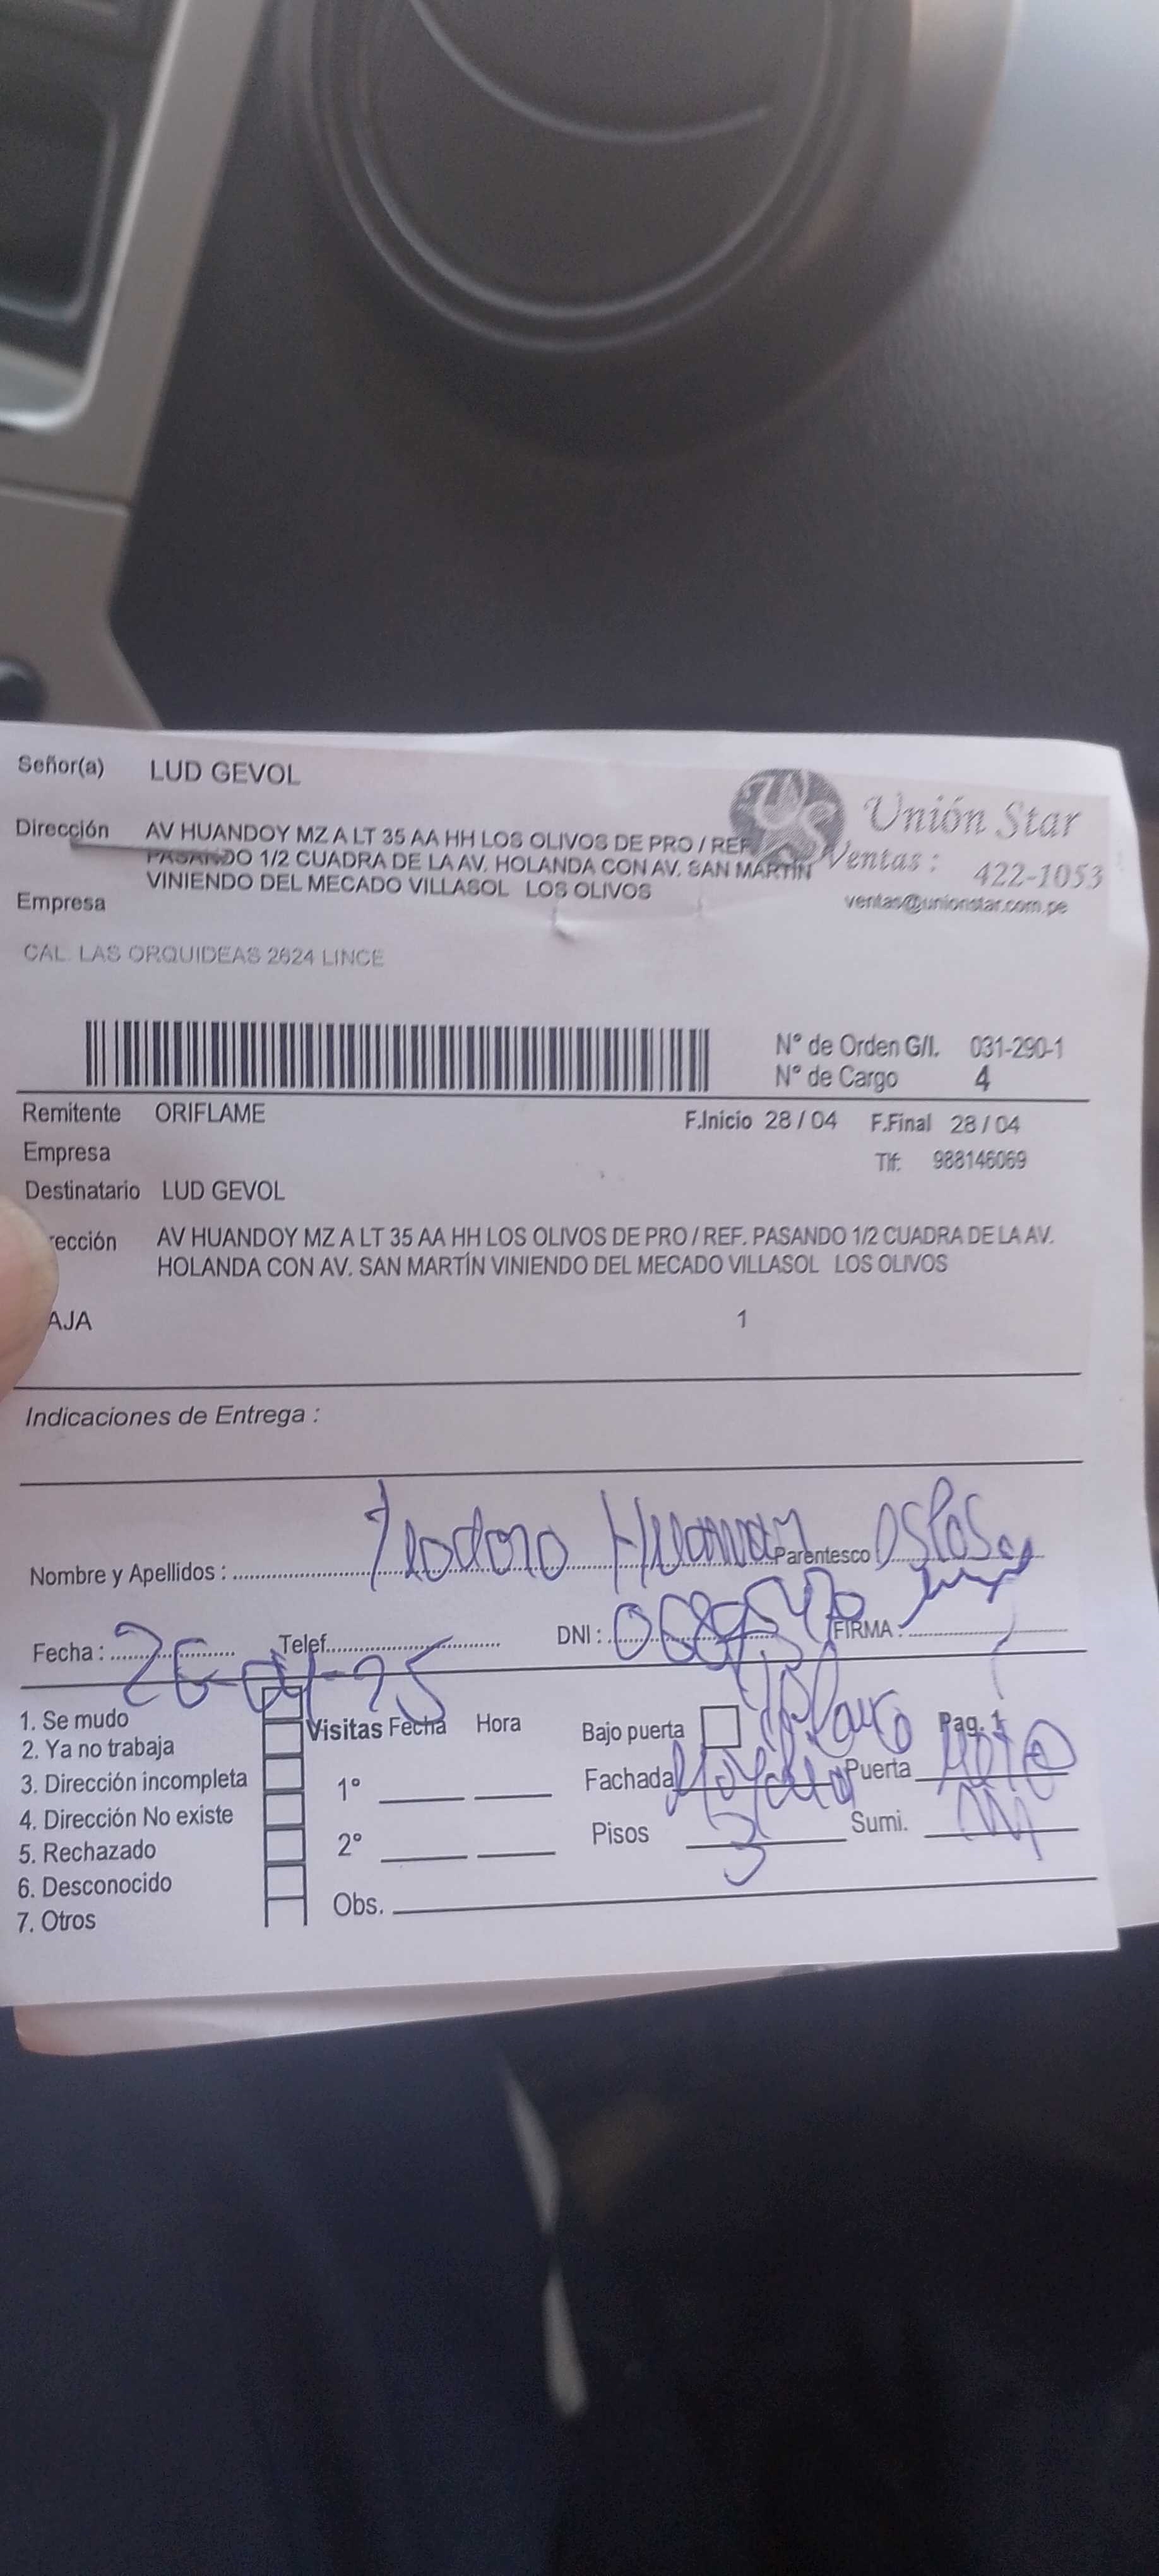 Señor(a) LUD GEVOL
Unión Star
Dirección AV HUANDOY MZ A LT 35 AA HH LOS OLIVOS DE PRO / REF.
PASANDO 1/2 CUADRA DE LA AV. HOLANDA CON AV. SAN MARTÍN
Ventas : 422-1053
VINIENDO DEL MECADO VILLASOL LOS OLIVOS
ventas@unionstar.com.pe
Empresa
CAL. LAS ORQUIDEAS 2624 LINCE
N° de Orden G/I. 031-290-1
N° de Cargo 4
Remitente ORIFLAME
F.Inicio 28 / 04 F.Final 28 / 04
Empresa
Tlf: 988146069
Destinatario LUD GEVOL
rección AV HUANDOY MZ A LT 35 AA HH LOS OLIVOS DE PRO / REF. PASANDO 1/2 CUADRA DE LA AV.
HOLANDA CON AV. SAN MARTÍN VINIENDO DEL MECADO VILLASOL LOS OLIVOS
AJA 1
Indicaciones de Entrega :
Nombre y Apellidos : Teodoro Parentesco
Fecha : Telef. DNI : FIRMA :
1. Se mudo
2. Ya no trabaja
3. Dirección incompleta
4. Dirección No existe
5. Rechazado
6. Desconocido
7. Otros
Visitas Fecha Hora
1°
2°
Obs.
Bajo puerta Pag. 1
Fachada Puerta
Pisos 3 Sumi.